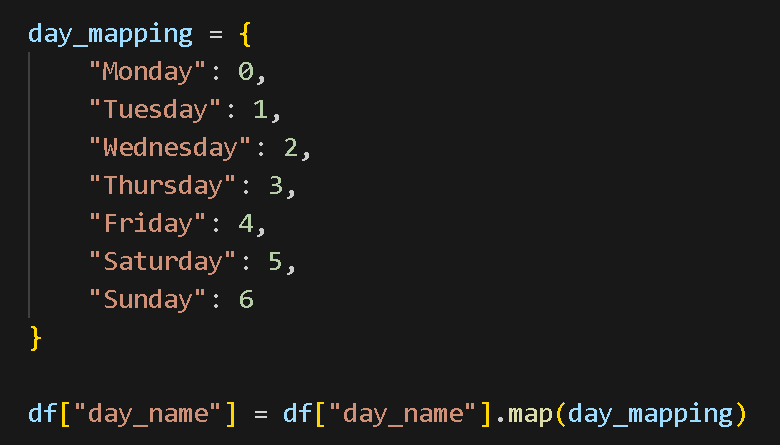 day_mapping = {
    "Monday": 0,
    "Tuesday": 1,
    "Wednesday": 2,
    "Thursday": 3,
    "Friday": 4,
    "Saturday": 5,
    "Sunday": 6
}
df["day_name"] = df["day_name"].map(day_mapping)